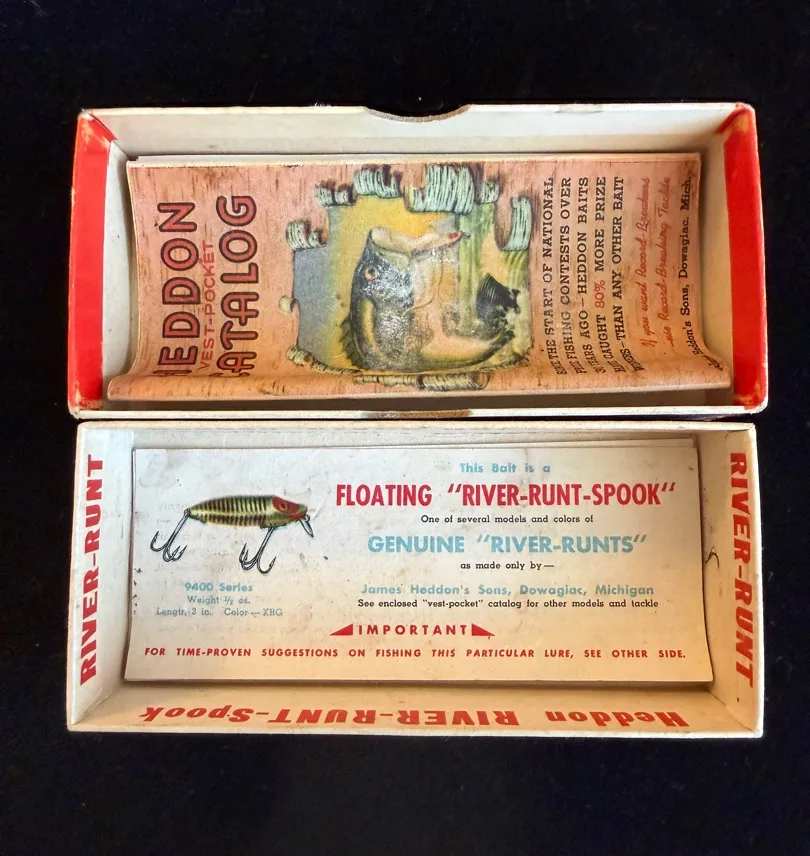 HEDDON
VEST-POCKET
CATALOG
THE START OF NATIONAL
FISHING CONTESTS OVER
YEARS AGO — HEDDON BAITS
CAUGHT 80% MORE PRIZE
THAN ANY OTHER BAIT
If you want Record-Breakers
use Record-Breaking Tackle
Heddon's Sons, Dowagiac, Mich.
RIVER-RUNT
This Bait is a
FLOATING "RIVER-RUNT-SPOOK"
One of several models and colors of
GENUINE "RIVER-RUNTS"
as made only by—
James Heddon's Sons, Dowagiac, Michigan
See enclosed "vest-pocket" catalog for other models and tackle
9400 Series
Weight ½ oz.
Length, 3 in. Color — XRG
IMPORTANT
FOR TIME-PROVEN SUGGESTIONS ON FISHING THIS PARTICULAR LURE, SEE OTHER SIDE.
RIVER-RUNT
Heddon RIVER-RUNT-Spook